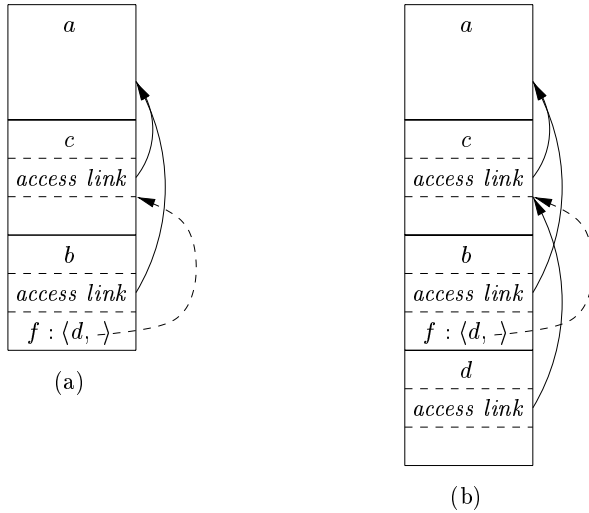 a
c
access link
b
access link
f : ⟨d, -⟩
(a)
a
c
access link
b
access link
f : ⟨d, -⟩
d
access link
(b)